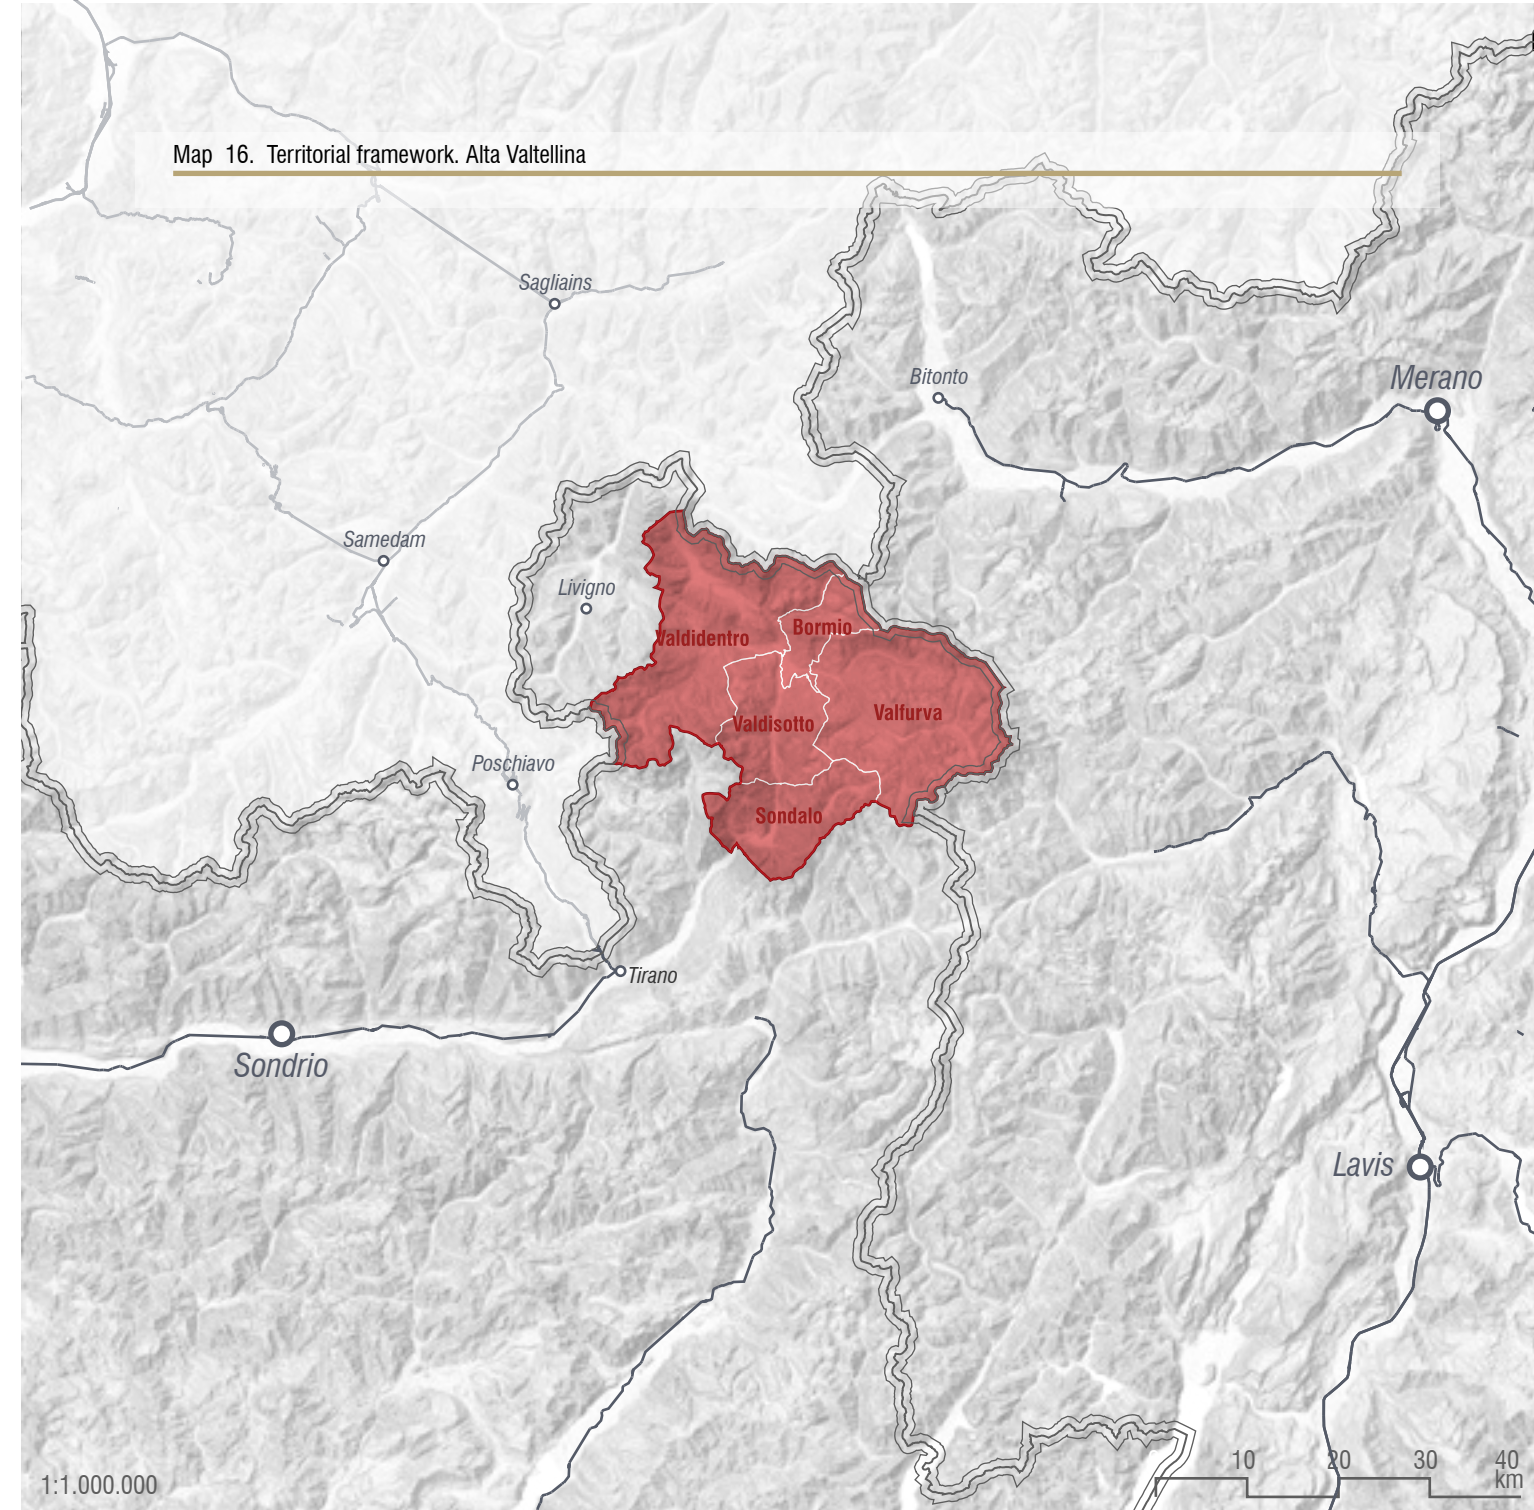 Map 16. Territorial framework. Alta Valtellina
Sagliains
Bitonto
Merano
Samedam
Livigno
Bormio
Valdidentro
Valfurva
Valdisotto
Poschiavo
Sondalo
Tirano
Sondrio
Lavis
10 20 30 40
km
1:1.000.000